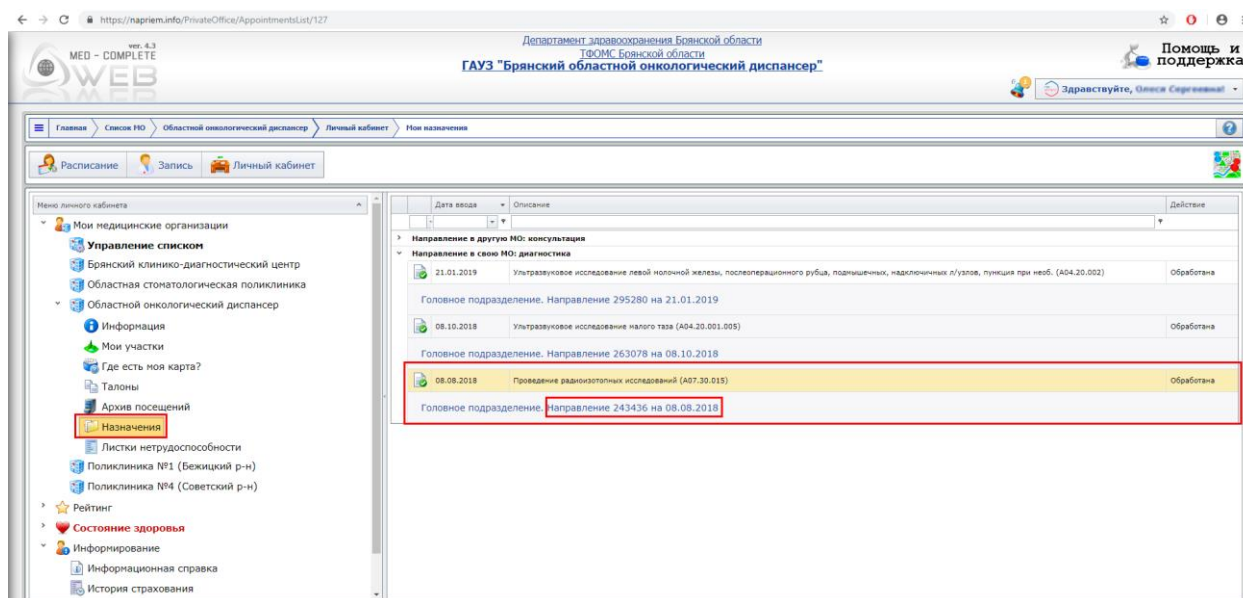 https://napriem.info/PrivateOffice/AppointmentsList/127
ver. 4.3
MED - COMPLETE
WEB
Департамент здравоохранения Брянской области
ТФОМС Брянской области
ГАУЗ "Брянский областной онкологический диспансер"
Помощь и
поддержка
Здравствуйте, Олеся Сергеевна!
Главная
Список МО
Областной онкологический диспансер
Личный кабинет
Мои назначения
Расписание
Запись
Личный кабинет
Меню личного кабинета
Мои медицинские организации
Управление списком
Брянский клинико-диагностический центр
Областная стоматологическая поликлиника
Областной онкологический диспансер
Информация
Мои участки
Где есть моя карта?
Талоны
Архив посещений
Назначения
Листки нетрудоспособности
Поликлиника №1 (Бежицкий р-н)
Поликлиника №4 (Советский р-н)
Рейтинг
Состояние здоровья
Информирование
Информационная справка
История страхования
Дата ввода Описание Действие
Направление в другую МО: консультация
Направление в свою МО: диагностика
21.01.2019 Ультразвуковое исследование левой молочной железы, послеоперационного рубца, подмышечных, надключичных л/узлов, пункция при необ. (A04.20.002) Обработана
Головное подразделение. Направление 295280 на 21.01.2019
08.10.2018 Ультразвуковое исследование малого таза (A04.20.001.005) Обработана
Головное подразделение. Направление 263078 на 08.10.2018
08.08.2018 Проведение радиоизотопных исследований (A07.30.015) Обработана
Головное подразделение. Направление 243436 на 08.08.2018